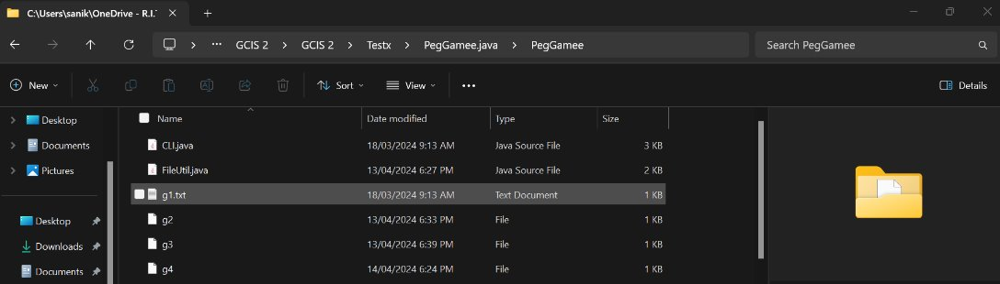 C:\Users\sanik\OneDrive - R.I.T
... > GCIS 2 > GCIS 2 > Testx > PegGamee.java > PegGamee >
Search PegGamee
New
Sort
View
...
Details
Desktop
Documents
Pictures
Desktop
Downloads
Documents
Name Date modified Type Size
CLI.java 18/03/2024 9:13 AM Java Source File 3 KB
FileUtil.java 13/04/2024 6:27 PM Java Source File 2 KB
g1.txt 18/03/2024 9:13 AM Text Document 1 KB
g2 13/04/2024 6:33 PM File 1 KB
g3 13/04/2024 6:39 PM File 1 KB
g4 14/04/2024 6:24 PM File 1 KB